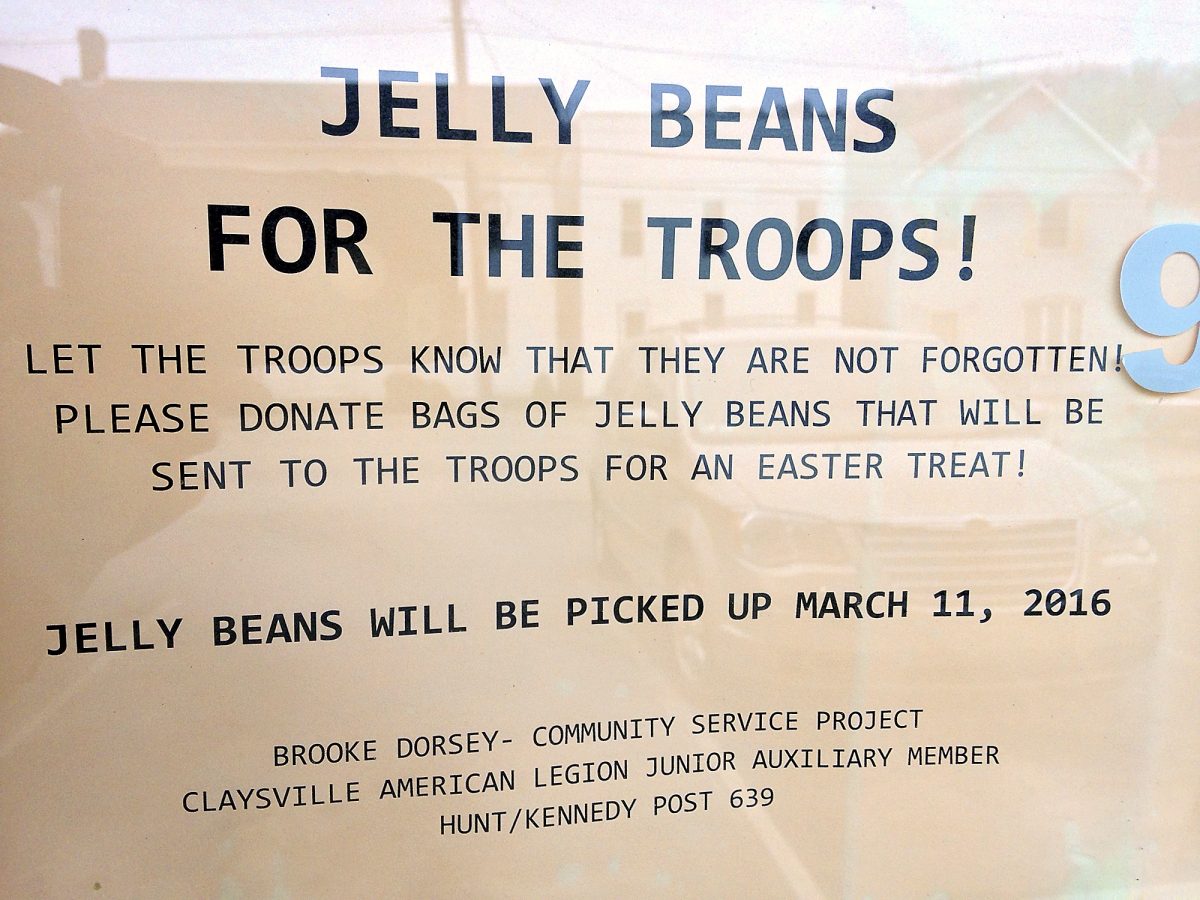 JELLY BEANS
FOR THE TROOPS!
LET THE TROOPS KNOW THAT THEY ARE NOT FORGOTTEN!
PLEASE DONATE BAGS OF JELLY BEANS THAT WILL BE
SENT TO THE TROOPS FOR AN EASTER TREAT!
JELLY BEANS WILL BE PICKED UP MARCH 11, 2016
BROOKE DORSEY- COMMUNITY SERVICE PROJECT
CLAYSVILLE AMERICAN LEGION JUNIOR AUXILIARY MEMBER
HUNT/KENNEDY POST 639
9